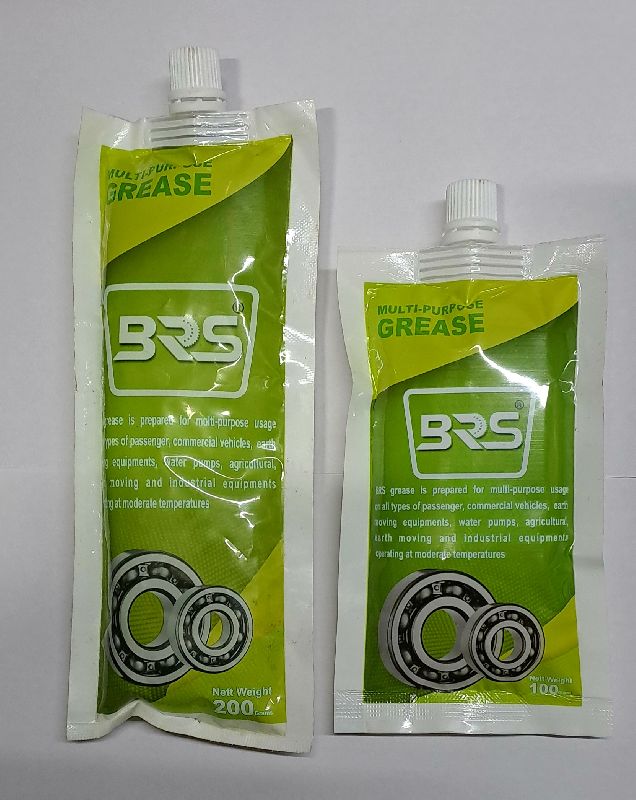 MULTI-PURPOSE
GREASE
BRS
®
grease is prepared for multi-purpose usage
types of passenger, commercial vehicles, earth
equipments, water pumps, agricultural,
moving and industrial equipments
at moderate temperatures
Nett Weight
200 Grams
MULTI-PURPOSE
GREASE
BRS
®
BRS grease is prepared for multi-purpose usage
on all types of passenger, commercial vehicles, earth
moving equipments, water pumps, agricultural,
earth moving and industrial equipments
operating at moderate temperatures
Nett Weight
100